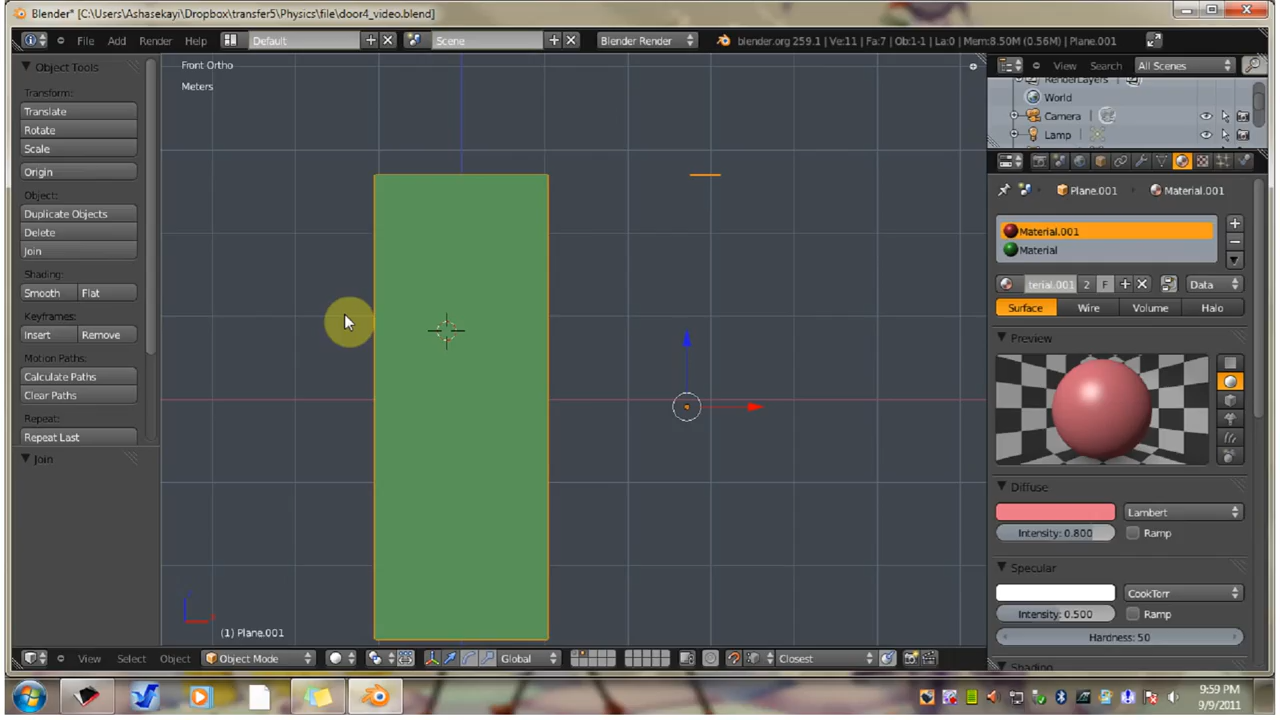 Blender* [C:\Users\Ashasekayi\Dropbox\transfer5\Physics\file\door4_video.blend]
File Add Render Help Default Scene Blender Render blender.org 259.1 | Ve:11 | Fa:7 | Ob:1-1 | La:0 | Mem:8.50M (0.56M) | Plane.001
Object Tools
Transform:
Translate
Rotate
Scale
Origin
Object:
Duplicate Objects
Delete
Join
Shading:
Smooth Flat
Keyframes:
Insert Remove
Motion Paths:
Calculate Paths
Clear Paths
Repeat:
Repeat Last
Join
Front Ortho
Meters
(1) Plane.001
View Select Object Object Mode Global Closest
View Search All Scenes
RenderLayers
World
Camera
Lamp
Plane.001 Material.001
Material.001
Material
terial.001 2 F Data
Surface Wire Volume Halo
Preview
Diffuse
Lambert
Intensity: 0.800 Ramp
Specular
CookTorr
Intensity: 0.500 Ramp
Hardness: 50
Shading
9:59 PM
9/9/2011